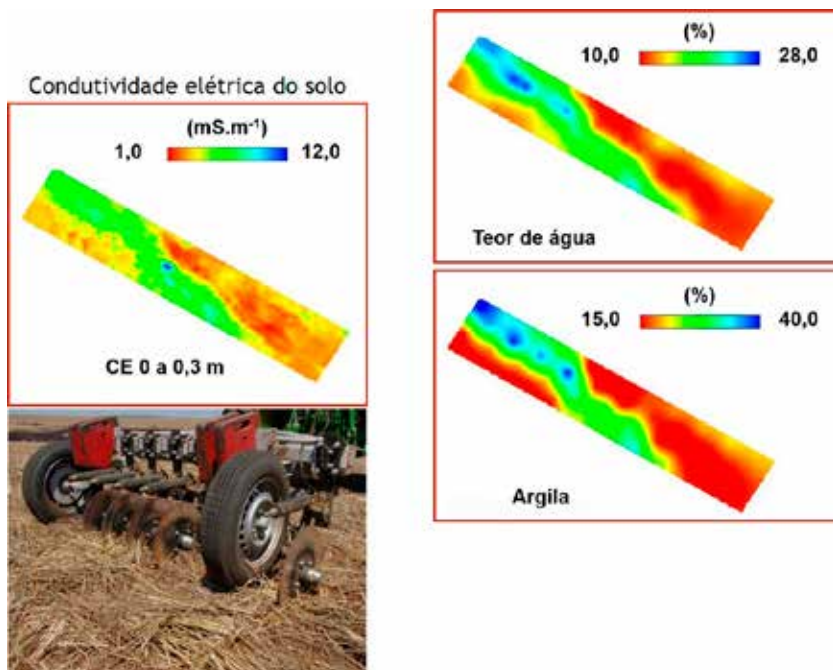 Condutividade elétrica do solo
(mS.m⁻¹)
1,0 12,0
CE 0 a 0,3 m
(%)
10,0 28,0
Teor de água
(%)
15,0 40,0
Argila